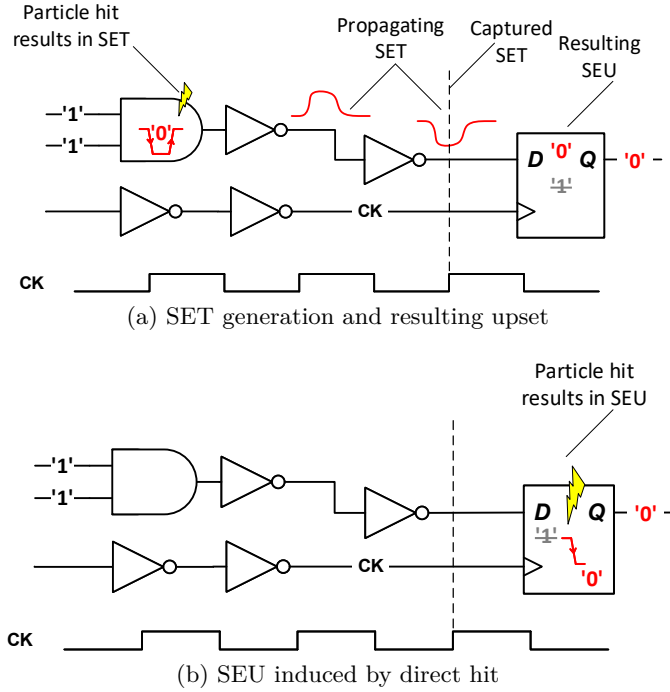 Particle hit
results in SET
Propagating
SET
Captured
SET
Resulting
SEU
'1'
'1'
'0'
D '0' Q '0'
'1'
CK
CK
(a) SET generation and resulting upset
Particle hit
results in SEU
'1'
'1'
D Q '0'
'1'
'0'
CK
CK
(b) SEU induced by direct hit